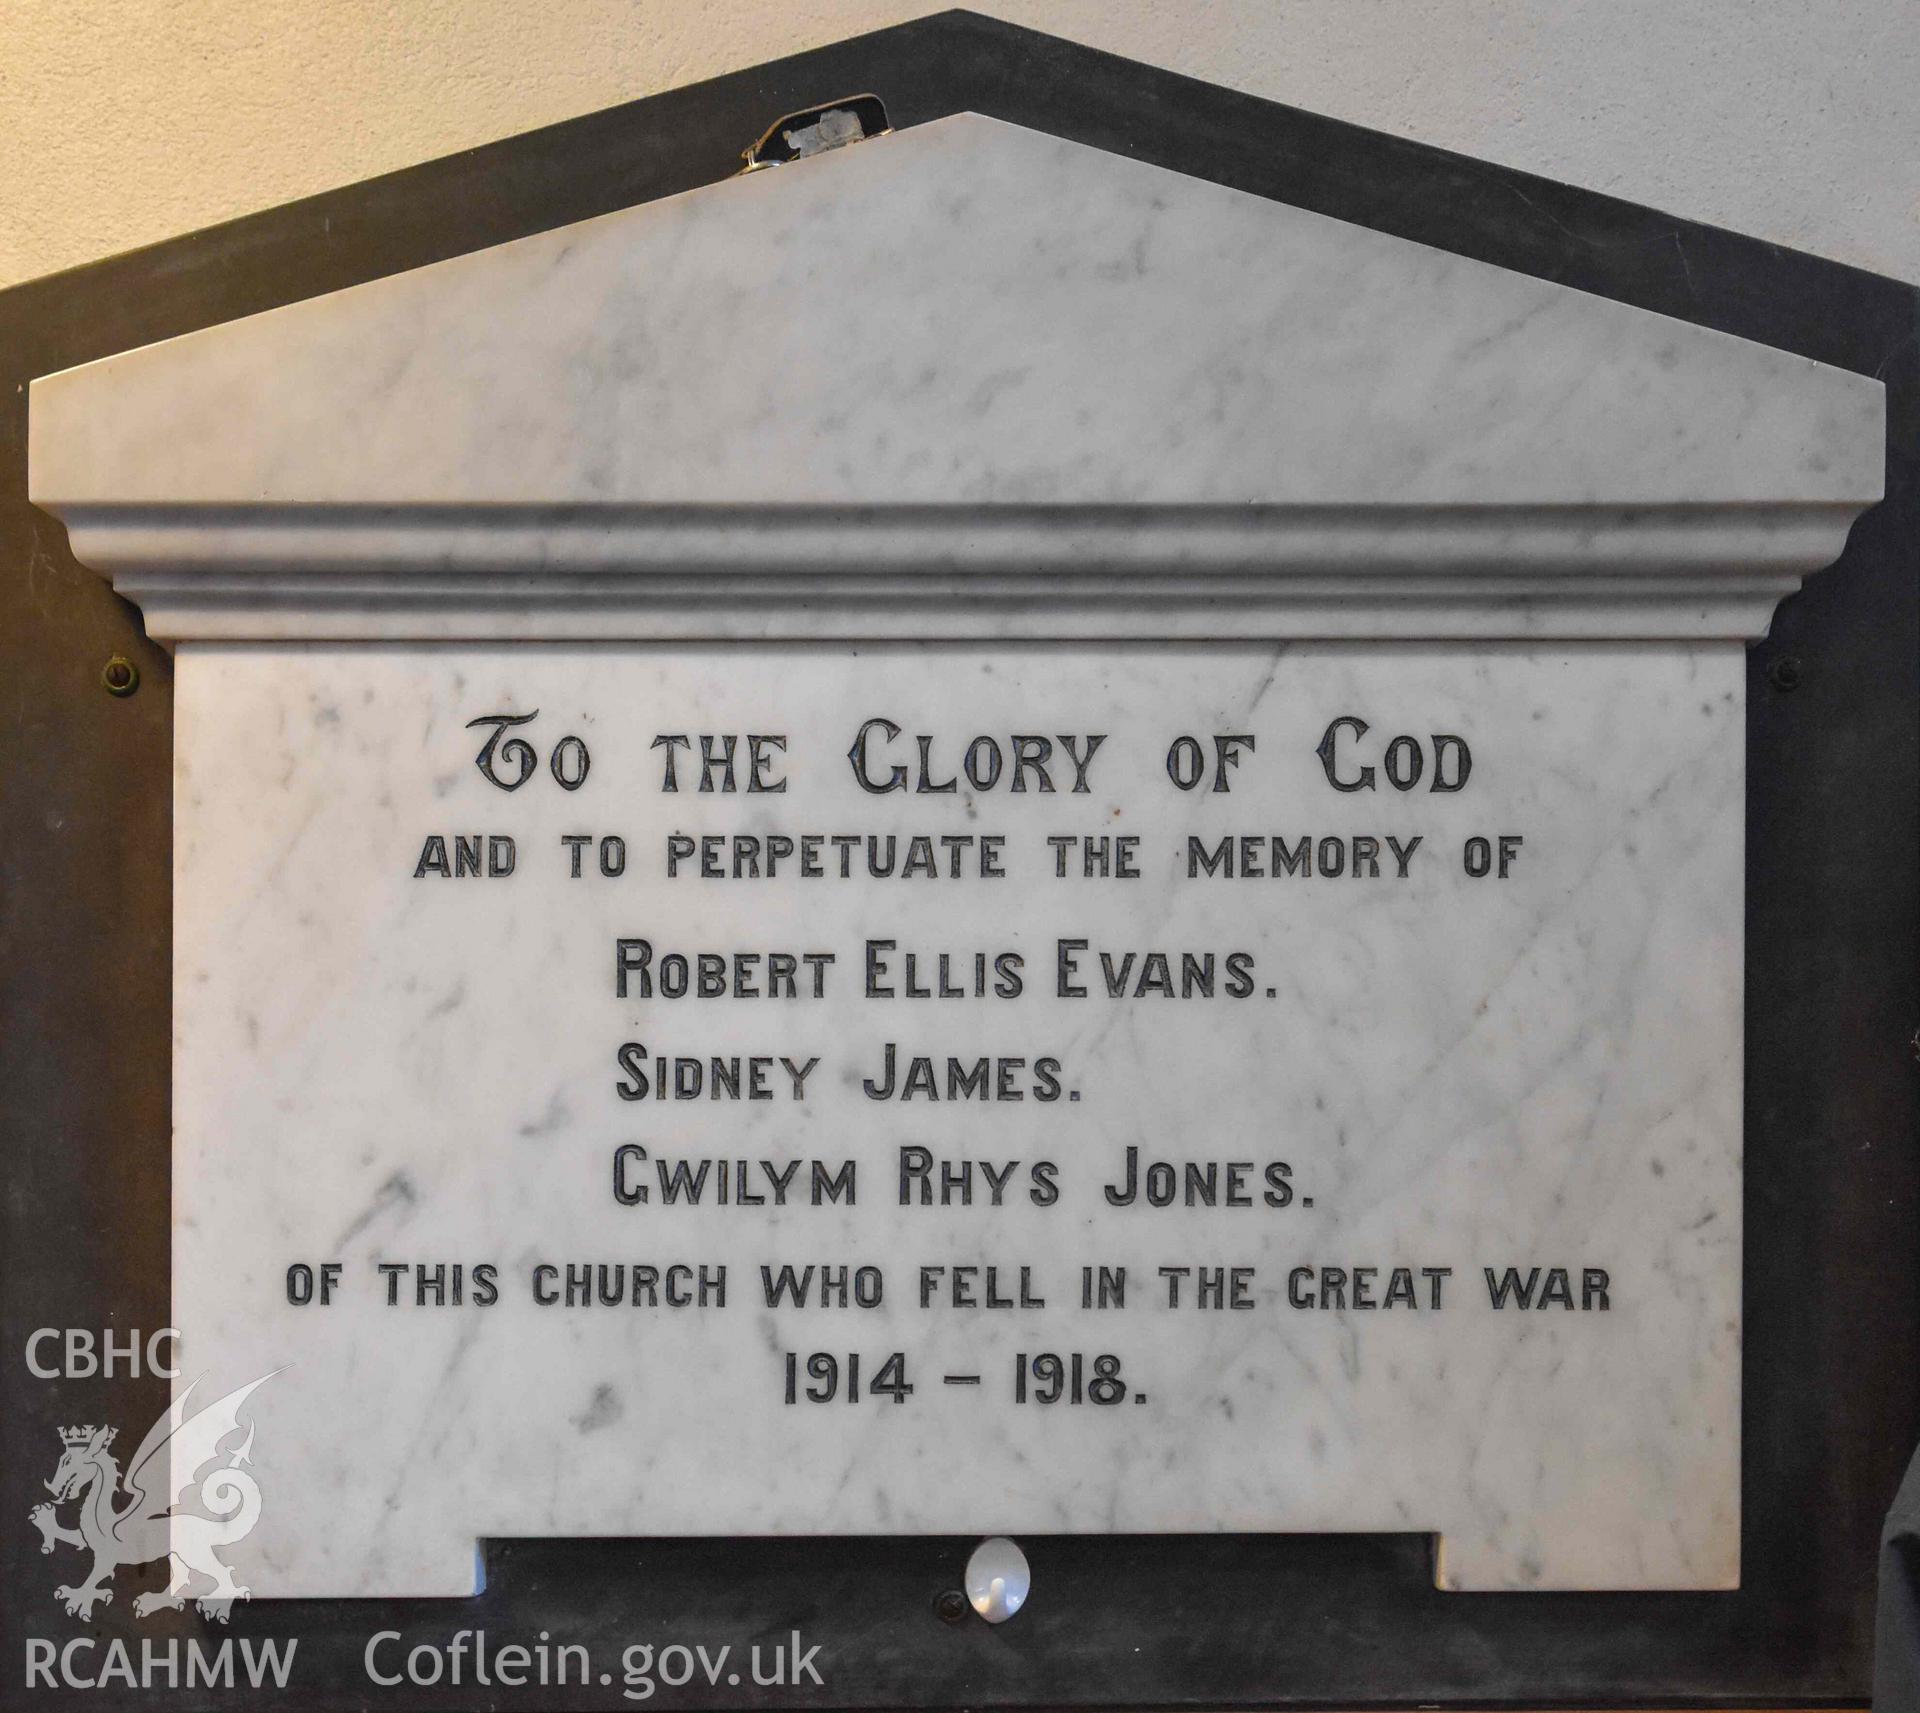 To the Glory of God
AND TO PERPETUATE THE MEMORY OF
ROBERT ELLIS EVANS.
SIDNEY JAMES.
GWILYM RHYS JONES.
OF THIS CHURCH WHO FELL IN THE GREAT WAR
1914 – 1918.
CBHC
RCAHMW Coflein.gov.uk